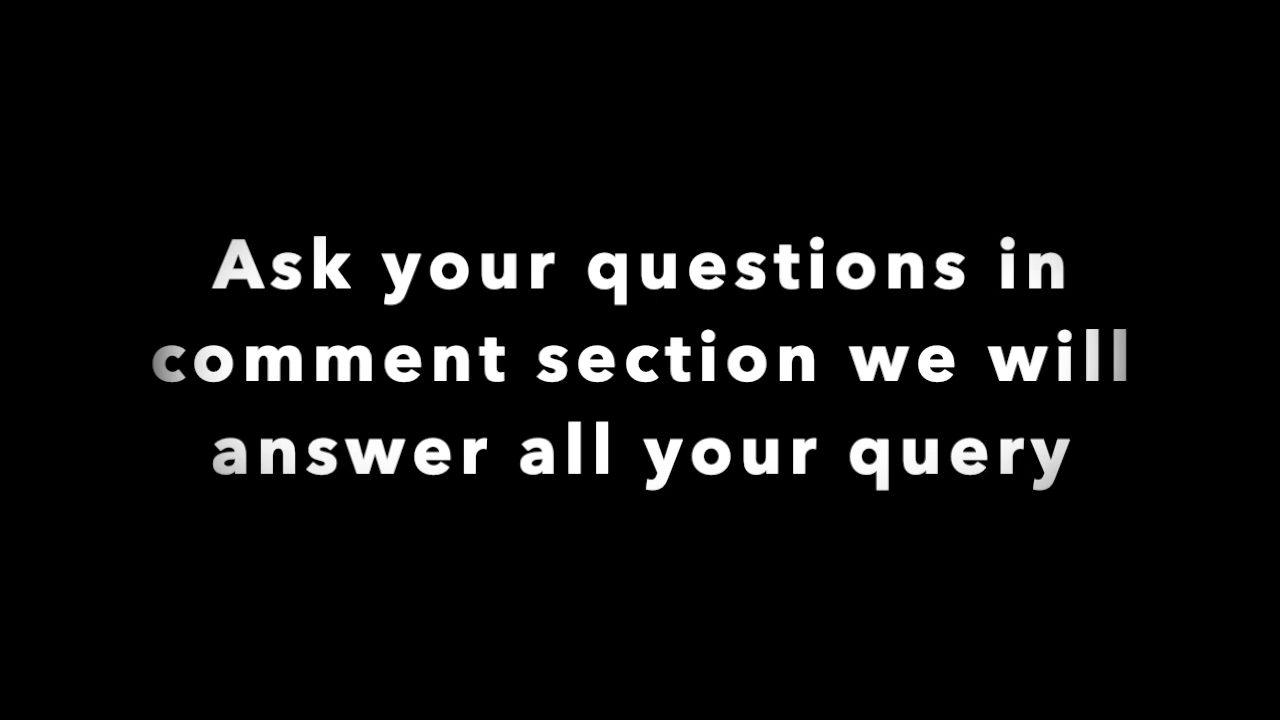 Ask your questions in
comment section we will
answer all your query